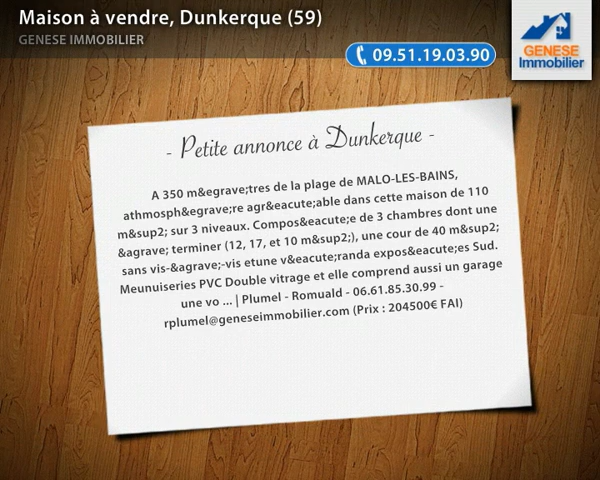 Maison à vendre, Dunkerque (59)
GENESE IMMOBILIER
09.51.19.03.90
GENESE
Immobilier
- Petite annonce à Dunkerque -
A 350 m&egrave;tres de la plage de MALO-LES-BAINS,
athmosph&egrave;re agr&eacute;able dans cette maison de 110
m&sup2; sur 3 niveaux. Compos&eacute;e de 3 chambres dont une
&agrave; terminer (12, 17, et 10 m&sup2;), une cour de 40 m&sup2;
sans vis-&agrave;-vis etune v&eacute;randa expos&eacute;es Sud.
Meunuiseries PVC Double vitrage et elle comprend aussi un garage
une vo ... | Plumel - Romuald - 06.61.85.30.99 -
rplumel@geneseimmobilier.com (Prix : 204500€ FAI)